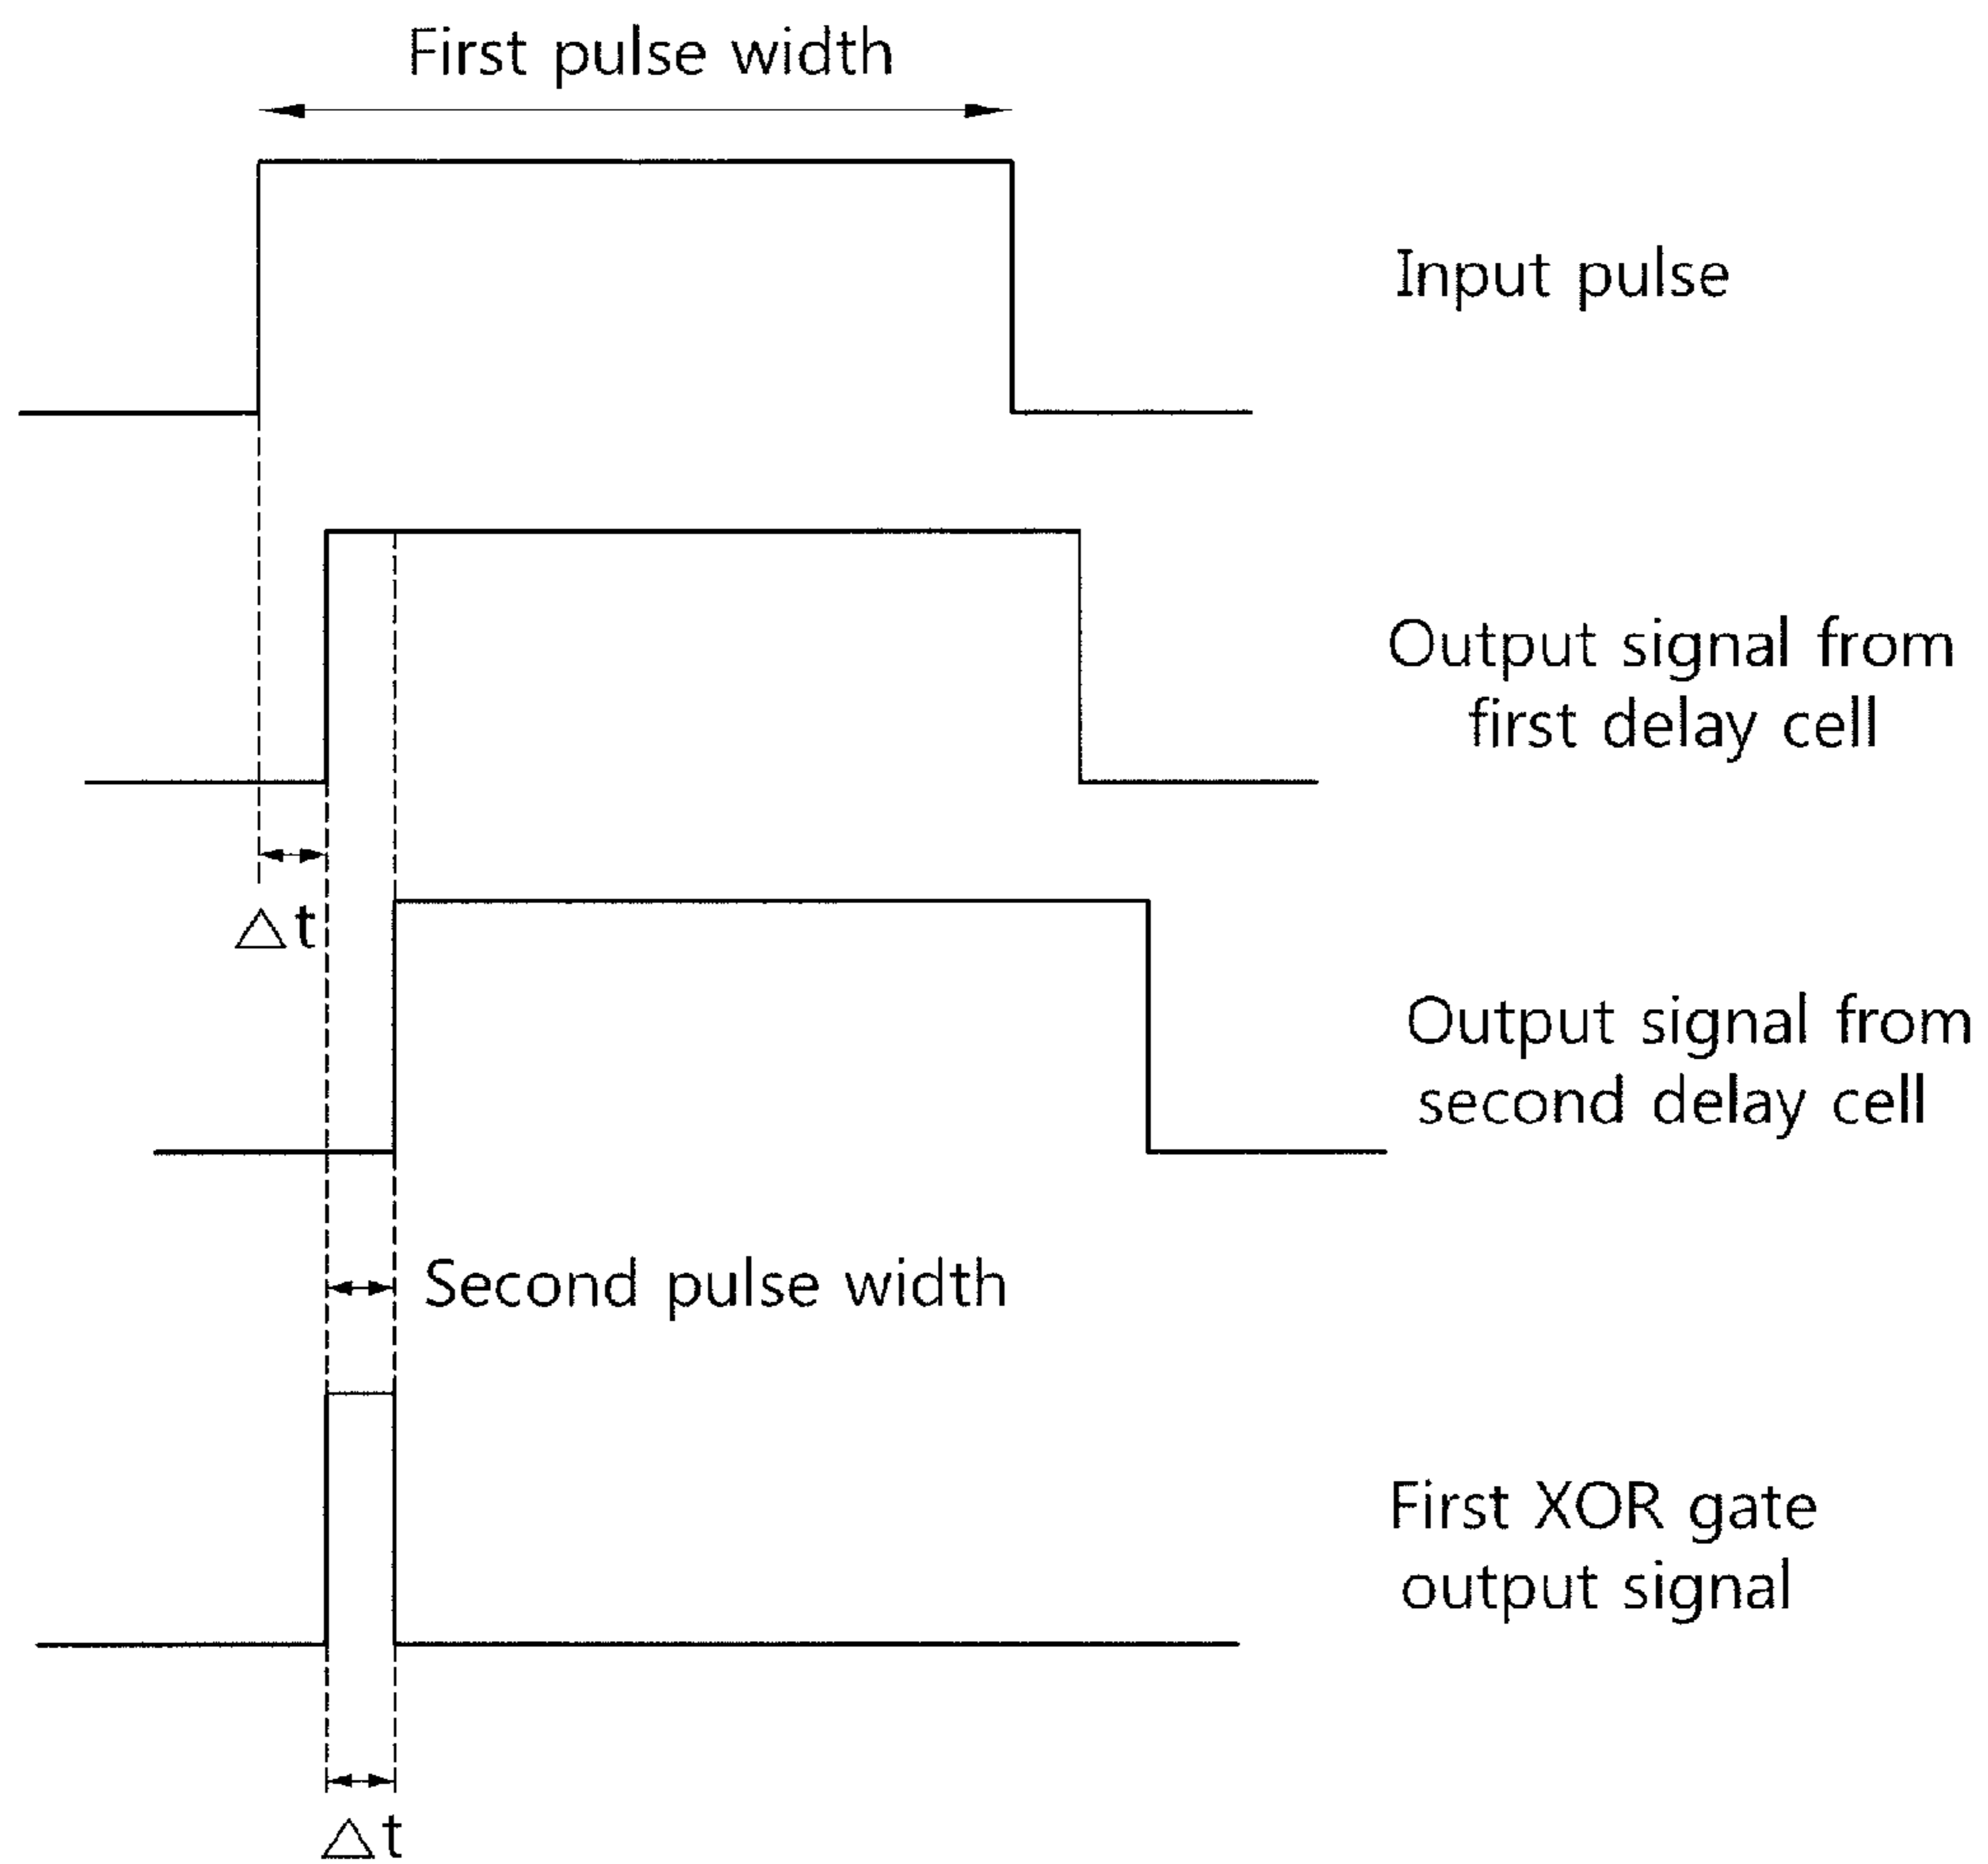 First pulse width
Input pulse
Output signal from
first delay cell
△t
Output signal from
second delay cell
Second pulse width
First XOR gate
output signal
△t